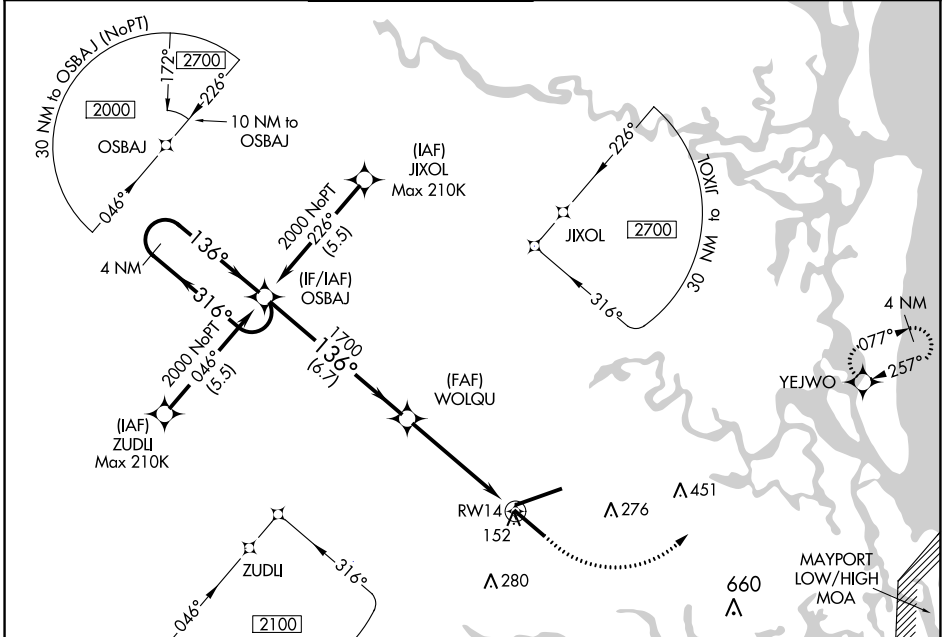 30 NM to OSBAJ (NoPT)
172°
2700
226°
2000
10 NM to
OSBAJ
OSBAJ
046°
(IAF)
JIXOL
Max 210K
2000 NoPT
226°
(5.5)
136°
4 NM
316°
(IF/IAF)
OSBAJ
2000 NoPT
046°
(5.5)
(IAF)
ZUDLI
Max 210K
1700
136°
(6.7)
(FAF)
WOLQU
226°
JIXOL
2700
30 NM to JIXOL
316°
4 NM
077°
257°
YEJWO
RW14
152
276
451
280
660
MAYPORT
LOW/HIGH
MOA
ZUDLI
316°
046°
2100